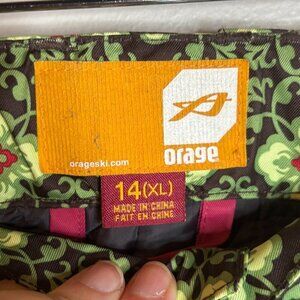 orageski.com
orage
14(XL)
MADE IN CHINA
FAIT EN CHINE